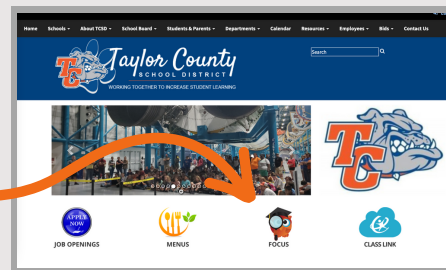 Home Schools About TCSD School Board Students & Parents Departments Calendar Resources Employees Bids Contact Us
Taylor County
SCHOOL DISTRICT
WORKING TOGETHER TO INCREASE STUDENT LEARNING
Search
TC
TC
APPLY
NOW
JOB OPENINGS
MENUS
FOCUS
CLASS LINK